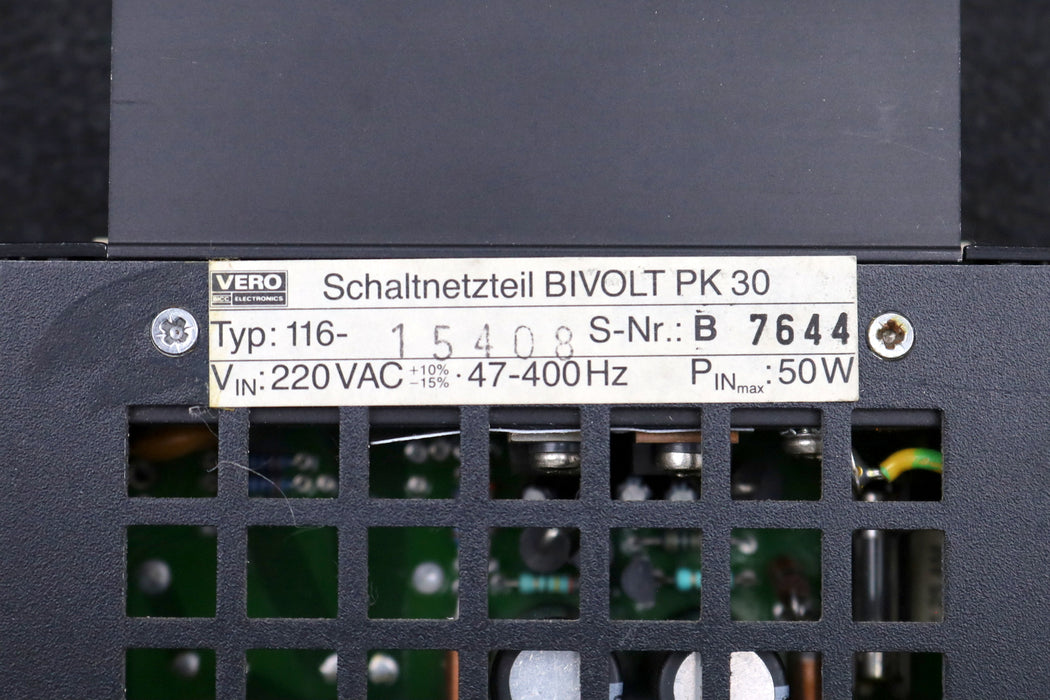 VERO
BICC ELECTRONICS
Schaltnetzteil BIVOLT PK 30
Typ: 116- 15408 S-Nr.: B 7644
VIN: 220 VAC +10% -15% · 47-400 Hz PINmax: 50 W